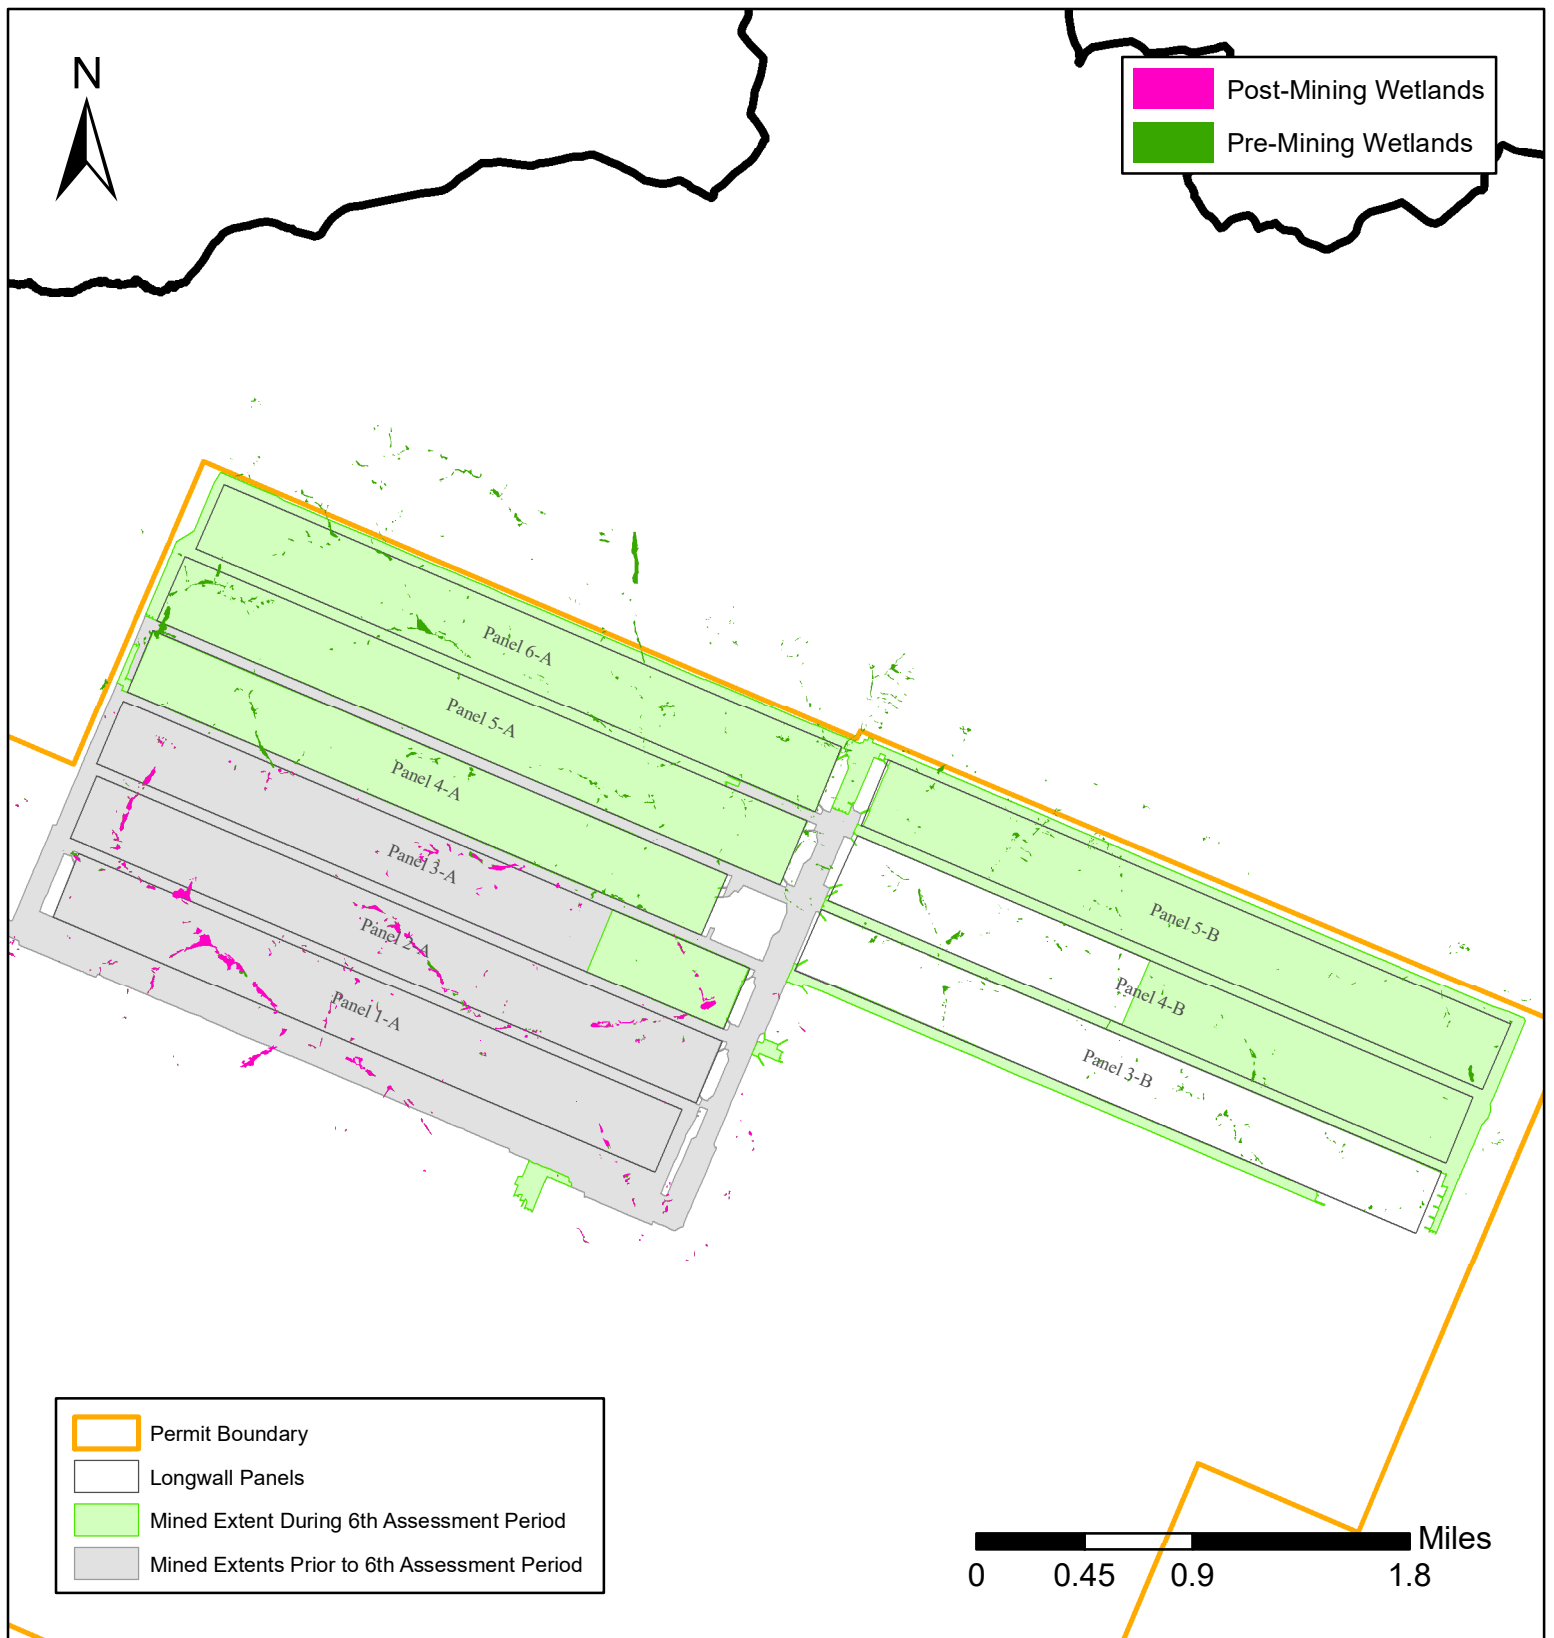 N
Post-Mining Wetlands
Pre-Mining Wetlands
Panel 6-A
Panel 5-A
Panel 4-A
Panel 3-A
Panel 2-A
Panel 1-A
Panel 5-B
Panel 4-B
Panel 3-B
Permit Boundary
Longwall Panels
Mined Extent During 6th Assessment Period
Mined Extents Prior to 6th Assessment Period
Miles
0 0.45 0.9 1.8